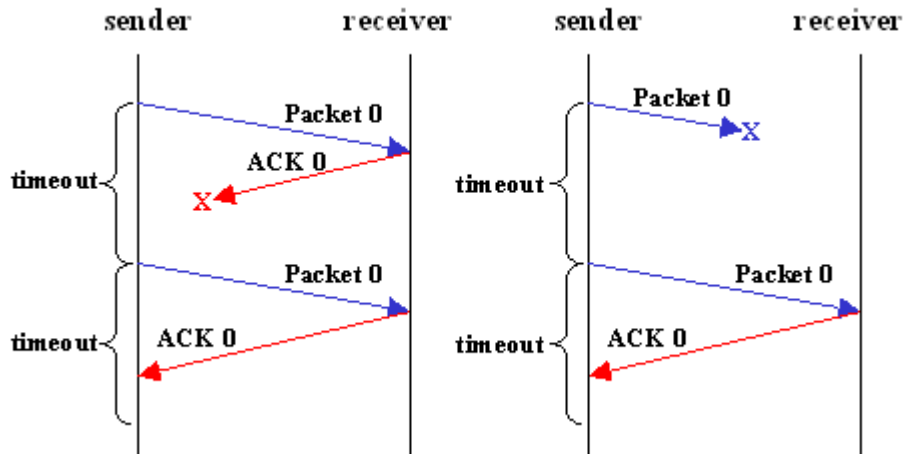 sender receiver sender receiver
Packet 0
ACK 0
X
timeout
Packet 0
ACK 0
timeout
Packet 0
X
timeout
Packet 0
ACK 0
timeout